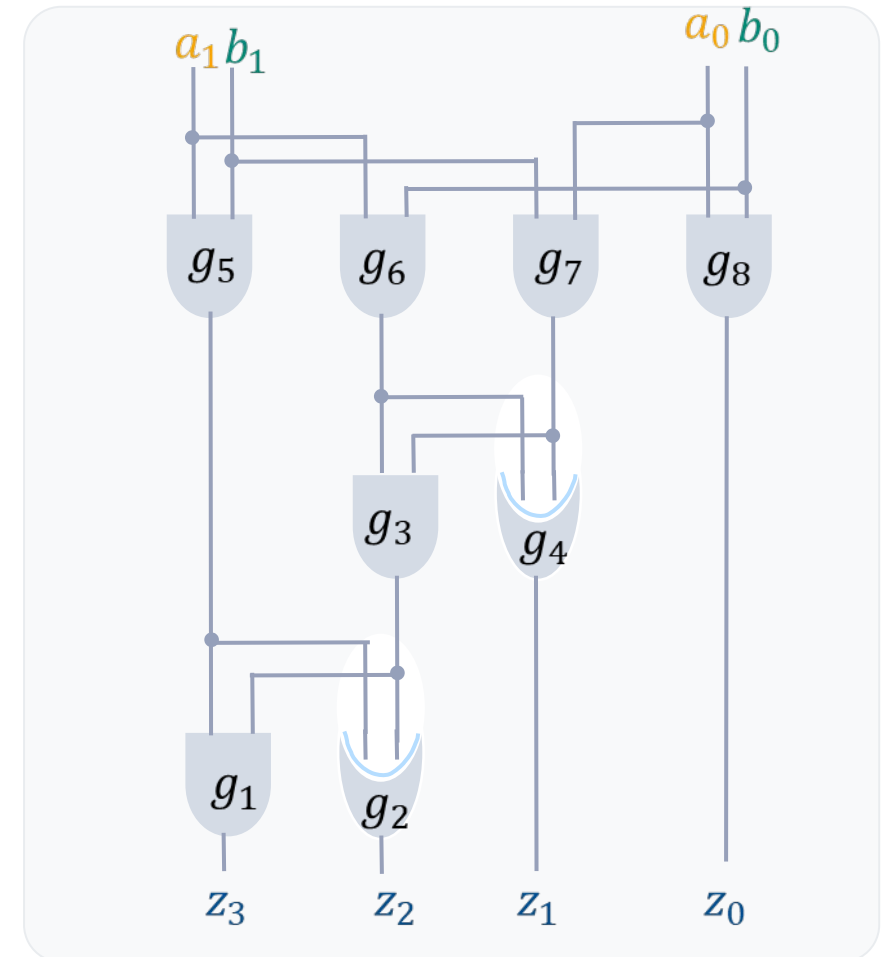 a₁ b₁ a₀ b₀
g₅ g₆ g₇ g₈
g₃ g₄
g₁ g₂
z₃ z₂ z₁ z₀